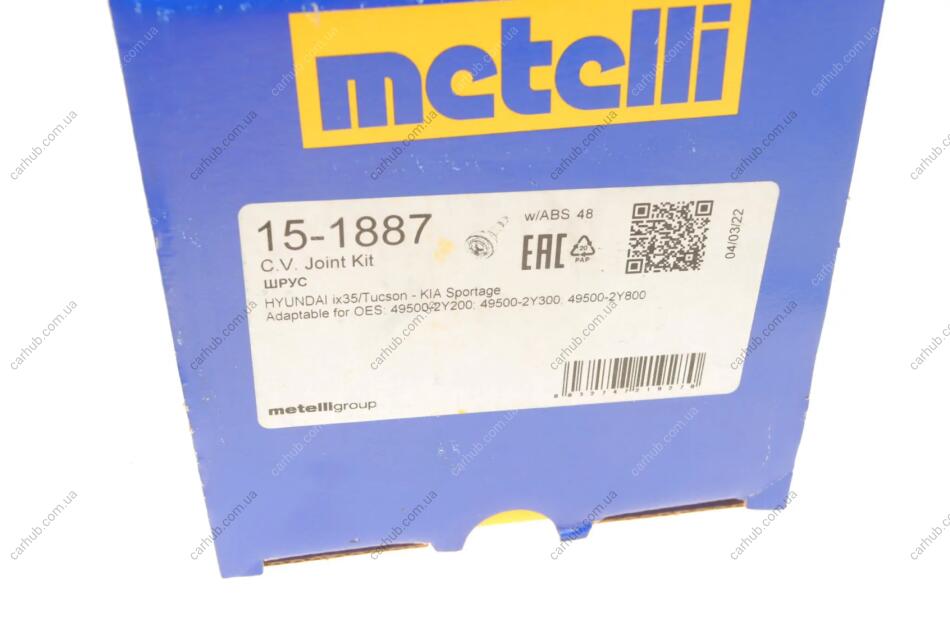 metelli
15-1887
w/ABS 48
C.V. Joint Kit
ШРУС
EAC
20
PAP
04/03/22
HYUNDAI ix35/Tucson - KIA Sportage
Adaptable for OES: 49500-2Y200; 49500-2Y300; 49500-2Y800
metelligroup
carhub.com.ua